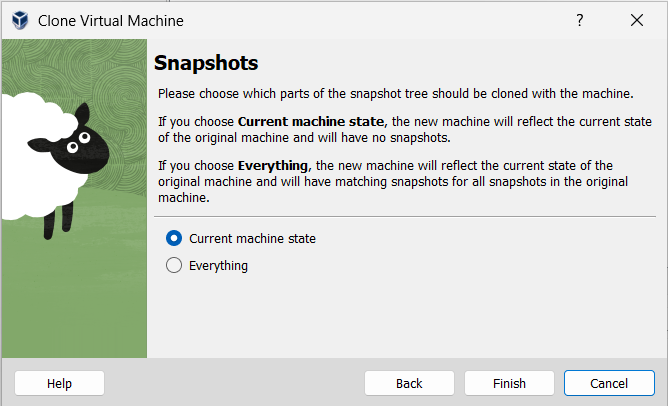 Clone Virtual Machine
?
Snapshots
Please choose which parts of the snapshot tree should be cloned with the machine.
If you choose Current machine state, the new machine will reflect the current state
of the original machine and will have no snapshots.
If you choose Everything, the new machine will reflect the current state of the
original machine and will have matching snapshots for all snapshots in the original
machine.
Current machine state
Everything
Help
Back
Finish
Cancel